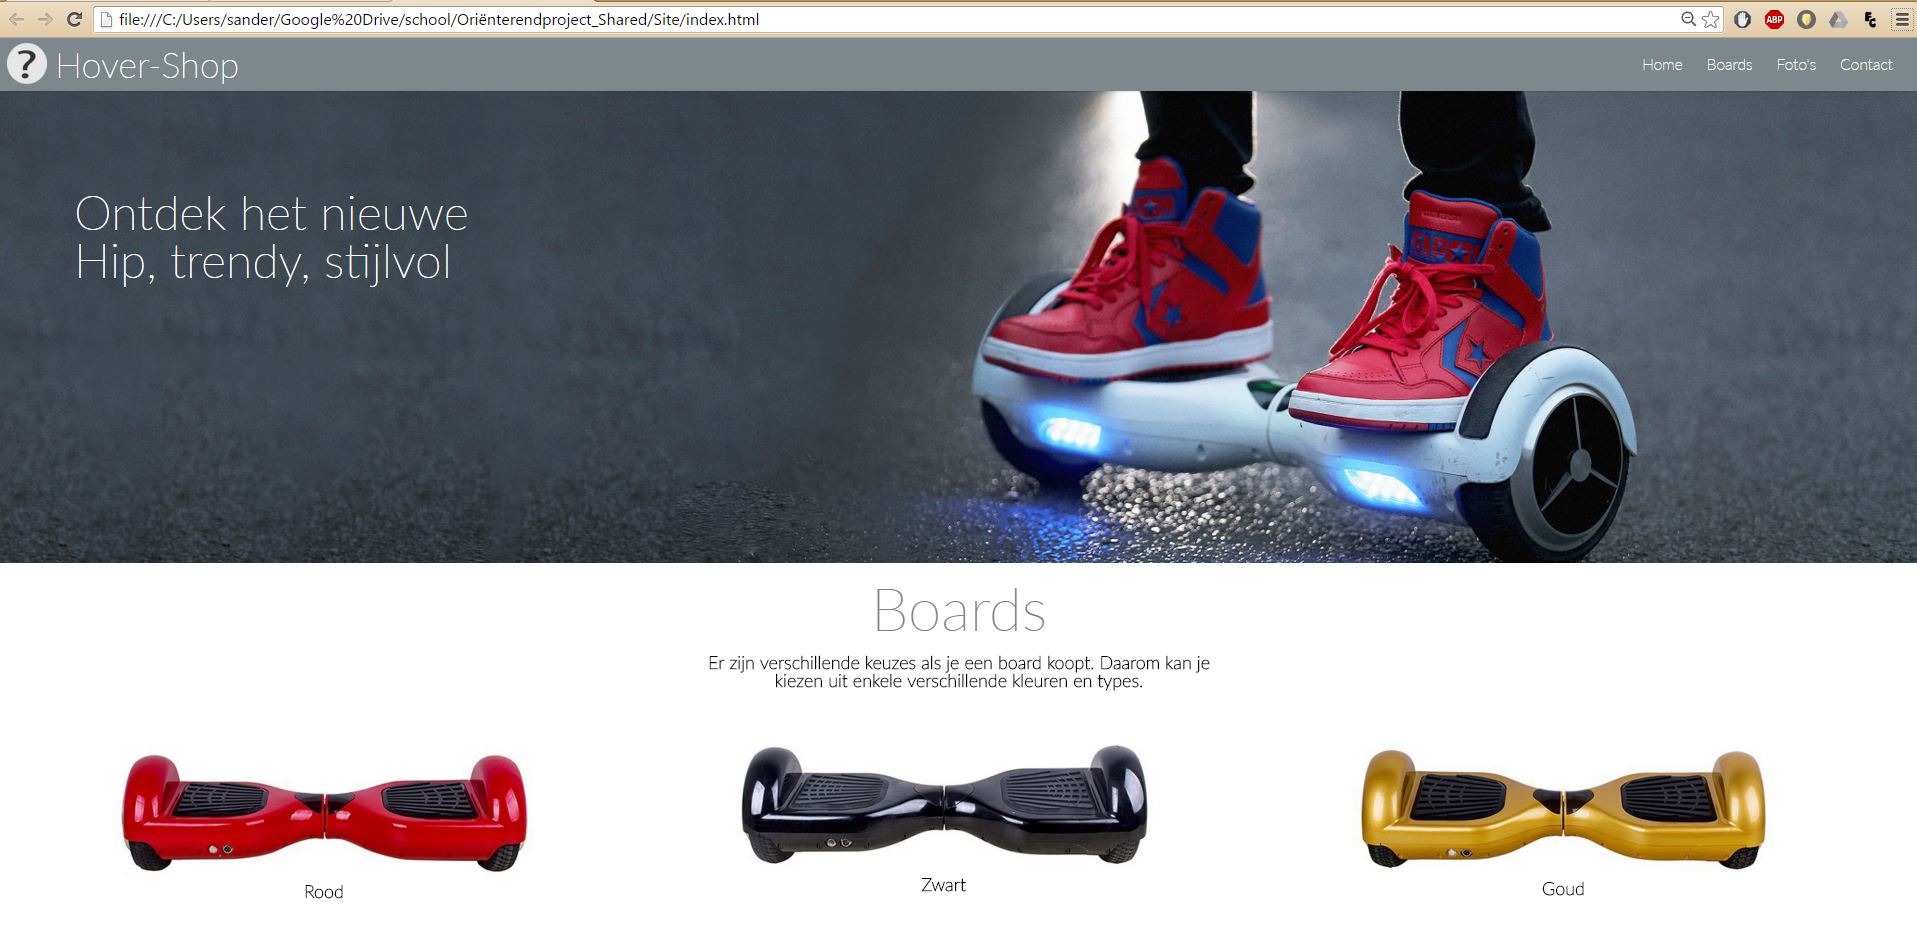 file:///C:/Users/sander/Google%20Drive/school/Oriënterendproject_Shared/Site/index.html
ABP
? Hover-Shop
Home Boards Foto's Contact
Ontdek het nieuwe
Hip, trendy, stijlvol
Boards
Er zijn verschillende keuzes als je een board koopt. Daarom kan je
kiezen uit enkele verschillende kleuren en types.
Rood
Zwart
Goud